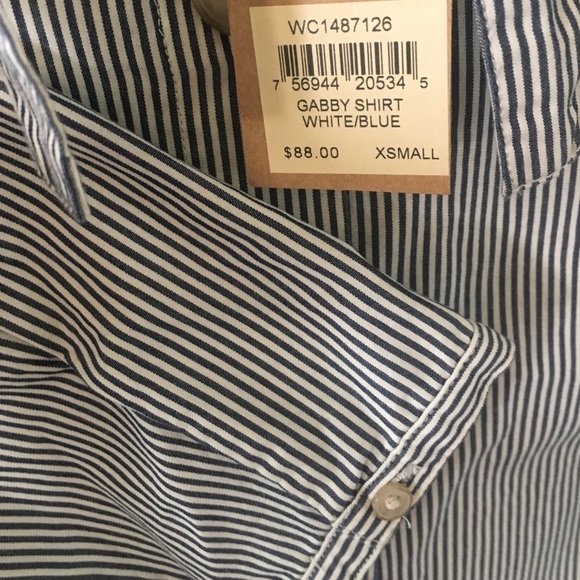 WC1487126
7 56944 20534 5
GABBY SHIRT
WHITE/BLUE
$88.00 XSMALL